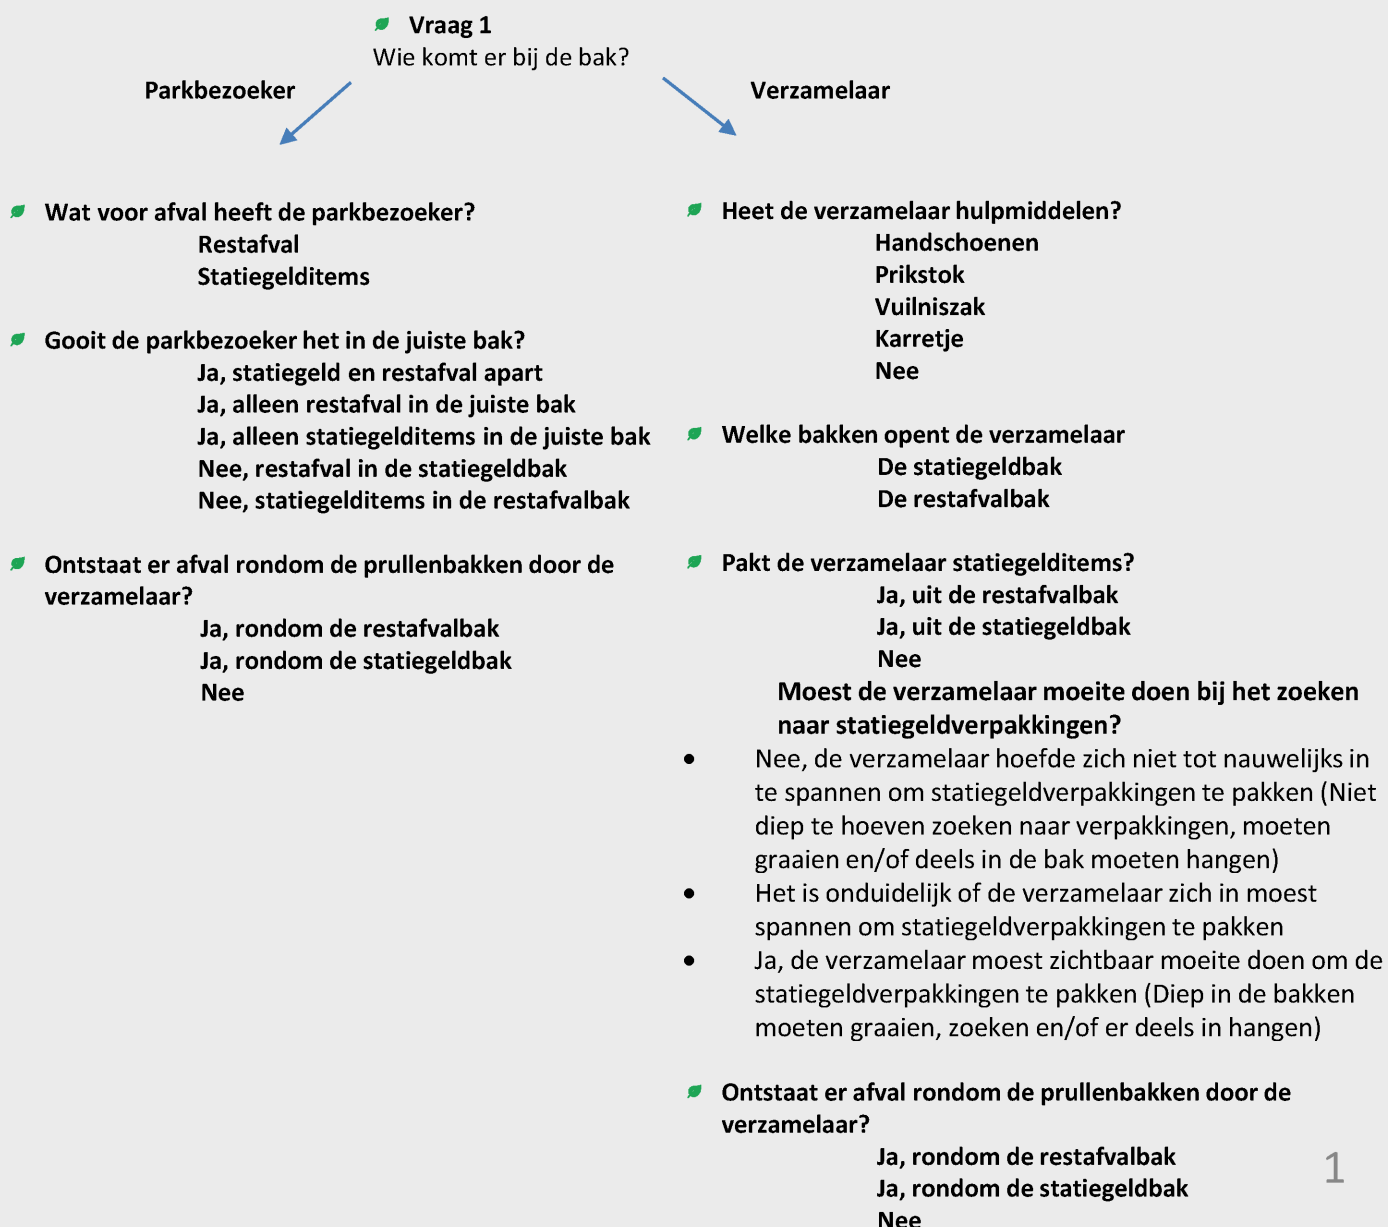 Vraag 1
Wie komt er bij de bak?
Parkbezoeker
Verzamelaar
Wat voor afval heeft de parkbezoeker?
Restafval
Statiegelditems
Gooit de parkbezoeker het in de juiste bak?
Ja, statiegeld en restafval apart
Ja, alleen restafval in de juiste bak
Ja, alleen statiegelditems in de juiste bak
Nee, restafval in de statiegeldbak
Nee, statiegelditems in de restafvalbak
Ontstaat er afval rondom de prullenbakken door de
verzamelaar?
Ja, rondom de restafvalbak
Ja, rondom de statiegeldbak
Nee
Heet de verzamelaar hulpmiddelen?
Handschoenen
Prikstok
Vuilniszak
Karretje
Nee
Welke bakken opent de verzamelaar
De statiegeldbak
De restafvalbak
Pakt de verzamelaar statiegelditems?
Ja, uit de restafvalbak
Ja, uit de statiegeldbak
Nee
Moest de verzamelaar moeite doen bij het zoeken
naar statiegeldverpakkingen?
• Nee, de verzamelaar hoefde zich niet tot nauwelijks in
te spannen om statiegeldverpakkingen te pakken (Niet
diep te hoeven zoeken naar verpakkingen, moeten
graaien en/of deels in de bak moeten hangen)
• Het is onduidelijk of de verzamelaar zich in moest
spannen om statiegeldverpakkingen te pakken
• Ja, de verzamelaar moest zichtbaar moeite doen om de
statiegeldverpakkingen te pakken (Diep in de bakken
moeten graaien, zoeken en/of er deels in hangen)
Ontstaat er afval rondom de prullenbakken door de
verzamelaar?
Ja, rondom de restafvalbak
Ja, rondom de statiegeldbak
Nee
1